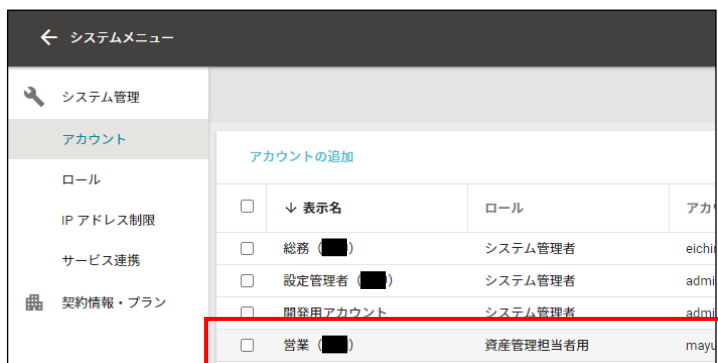 ← システムメニュー
システム管理
アカウント
ロール
IP アドレス制限
サービス連携
契約情報・プラン
アカウントの追加
↓ 表示名 ロール
総務 ( ) システム管理者
設定管理者 ( ) システム管理者
開発用アカウント システム管理者
営業 ( ) 資産管理担当者用